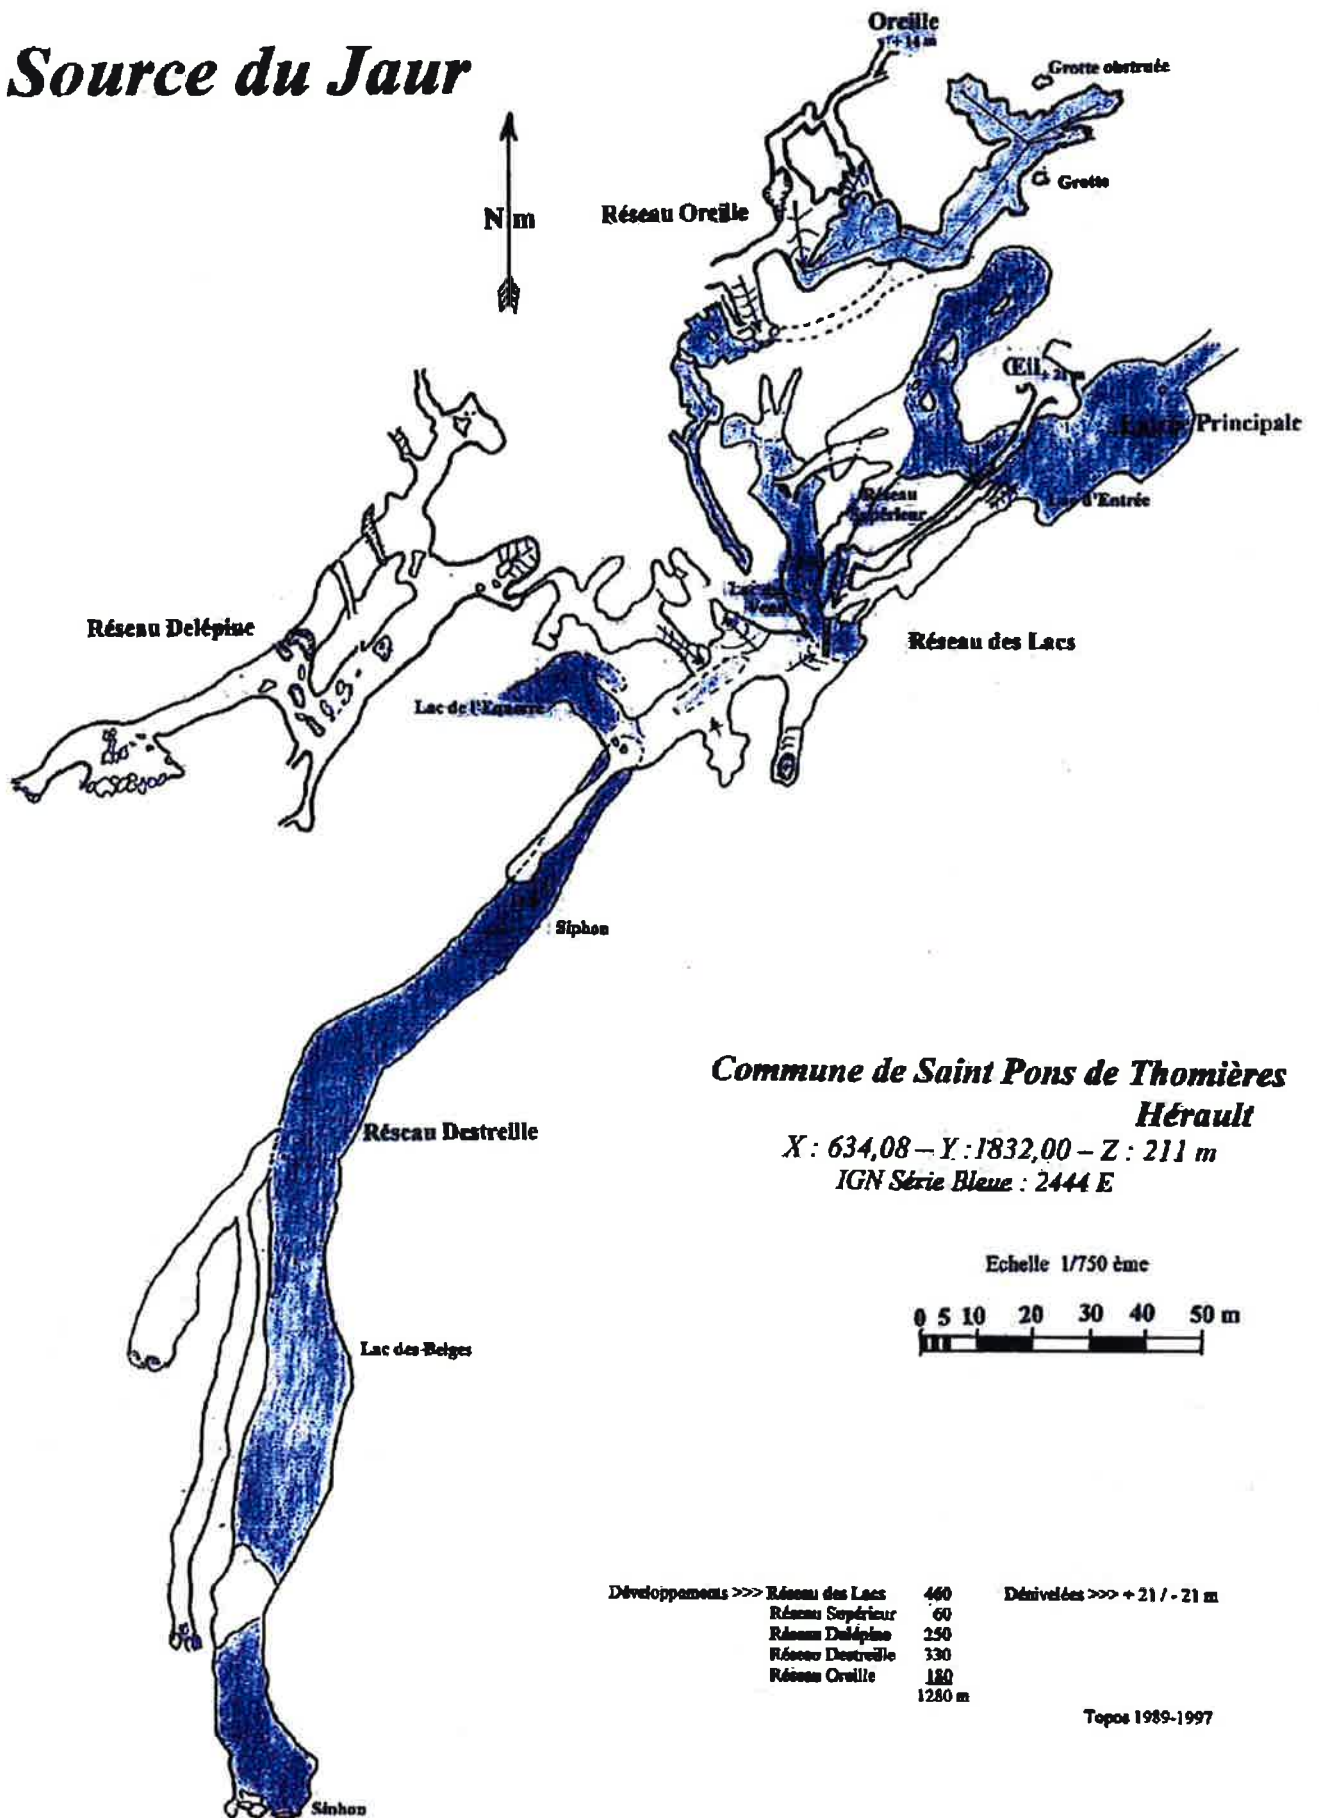 Source du Jaur
Oreille
+ 14 m
Grotte obstruée
Grotte
N m
Réseau Oreille
Œil, + 21 m
Principale
Lac d'Entrée
Réseau
Supérieur
Réseau Delépine
Réseau des Lacs
Lac de l'Equerre
Siphon
Commune de Saint Pons de Thomières
Hérault
X : 634,08 – Y :1832,00 – Z : 211 m
IGN Série Bleue : 2444 E
Réseau Destreille
Echelle 1/750 ème
0 5 10 20 30 40 50 m
Lac des Belges
Développements >>> Réseau des Lacs 460 Dénivelées >>> + 21 / - 21 m
Réseau Supérieur 60
Réseau Delépine 250
Réseau Destreille 330
Réseau Oreille 180
1280 m
Topos 1989-1997
Siphon